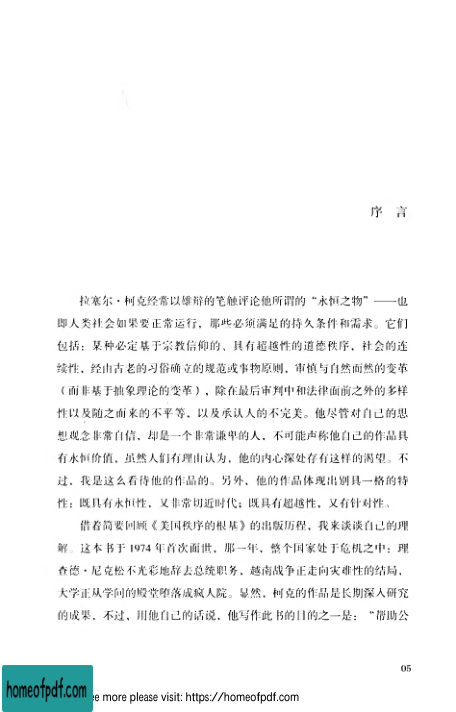 序 言
拉塞尔·柯克经常以雄辩的笔触评论他所谓的“永恒之物”——也
即人类社会如果要正常运行，那些必须满足的持久条件和需求。它们
包括：某种必定基于宗教信仰的、具有超越性的道德秩序，社会的连
续性，经由古老的习俗确立的规范或事物原则，审慎与自然而然的变革
（而非基于抽象理论的变革），除在最后审判中和法律面前之外的多样
性以及随之而来的不平等，以及承认人的不完美。他尽管对自己的思
想观念非常自信，却是一个非常谦卑的人，不可能声称他自己的作品具
有永恒价值，虽然人们有理由认为，他的内心深处存有这样的渴望。不
过，我是这么看待他的作品的。另外，他的作品体现出别具一格的特
性：既具有永恒性，又非常切近时代；既具有超越性，又有针对性。
借着简要回顾《美国秩序的根基》的出版历程，我来谈谈自己的理
解。这本书于 1974 年首次面世，那一年，整个国家处于危机之中：理
查德·尼克松不光彩地辞去总统职务，越南战争正走向灾难性的结局，
大学正从学问的殿堂堕落成疯人院。显然，柯克的作品是长期深入研究
的成果，不过，用他自己的话说，他写作此书的目的之一是：“帮助公
05
homeofpdf.com
ee more please visit: https://homeofpdf.com